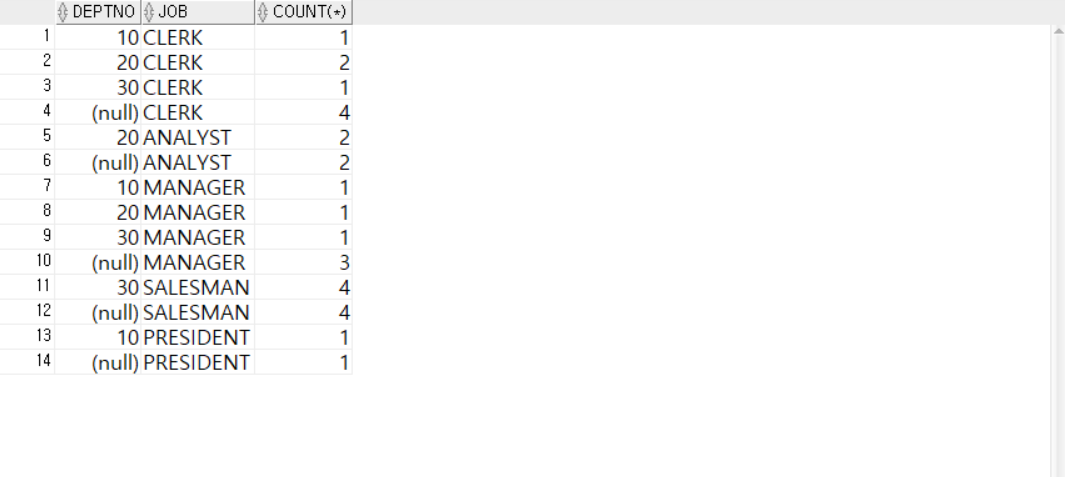 DEPTNO JOB COUNT(*)
1 10 CLERK 1
2 20 CLERK 2
3 30 CLERK 1
4 (null) CLERK 4
5 20 ANALYST 2
6 (null) ANALYST 2
7 10 MANAGER 1
8 20 MANAGER 1
9 30 MANAGER 1
10 (null) MANAGER 3
11 30 SALESMAN 4
12 (null) SALESMAN 4
13 10 PRESIDENT 1
14 (null) PRESIDENT 1